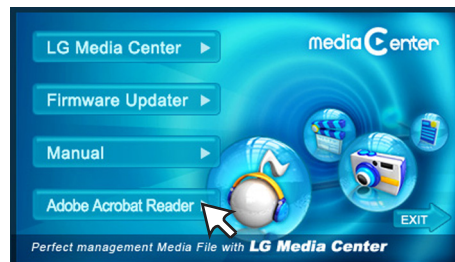 LG Media Center
media Center
Firmware Updater
Manual
Adobe Acrobat Reader
EXIT
Perfect management Media File with LG Media Center